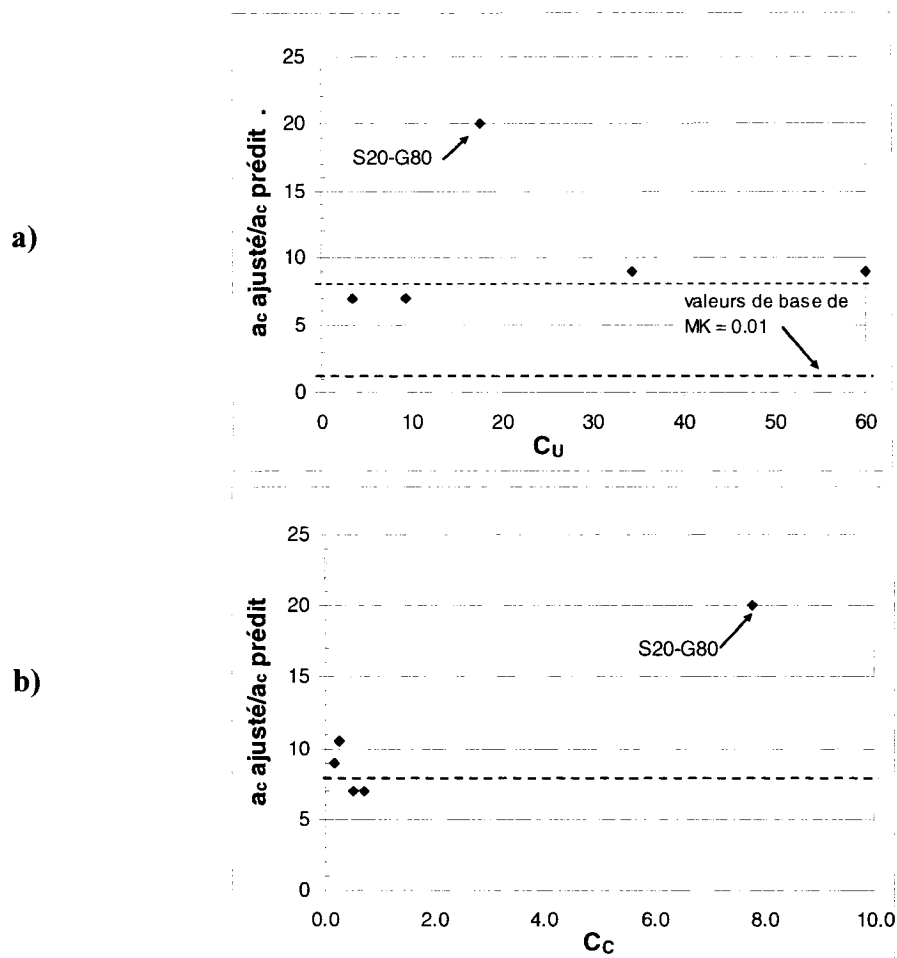 a)
ac ajusté/ac prédit .
25
20
15
10
5
0
S20-G80
valeurs de base de
MK = 0.01
0 10 20 30 40 50 60
CU
b)
ac ajusté/ac prédit
25
20
15
10
5
0
S20-G80
0.0 2.0 4.0 6.0 8.0 10.0
CC